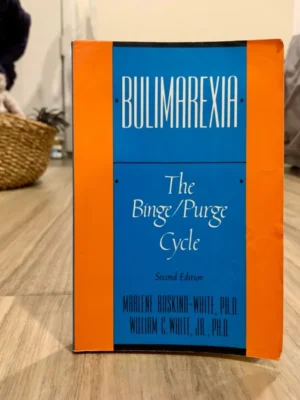 BULIMAREXIA
The
Binge/Purge
Cycle
Second Edition
MARLENE BOSKIND-WHITE, PH.D.
WILLIAM C. WHITE, JR., PH.D.